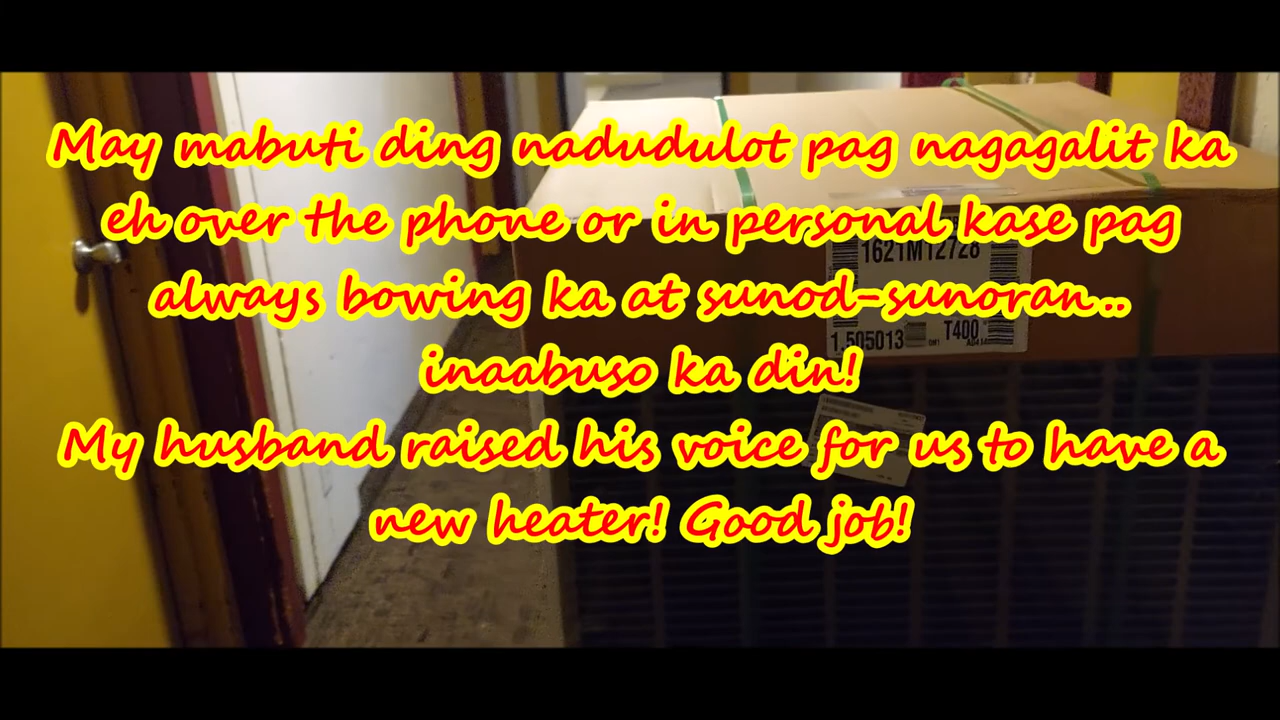 May mabuti ding nadudulot pag nagagalit ka
eh over the phone or in personal kase pag
always bowing ka at sunod-sunoran..
inaabuso ka din!
My husband raised his voice for us to have a
new heater! Good job!
1621M12728
1.505013
T400